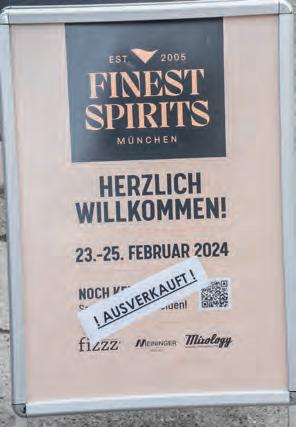 EST 2005
FINEST
SPIRITS
MÜNCHEN
HERZLICH
WILLKOMMEN!
23.-25. FEBRUAR 2024
NOCH
! AUSVERKAUFT !
fizzz MEININGER Mixology